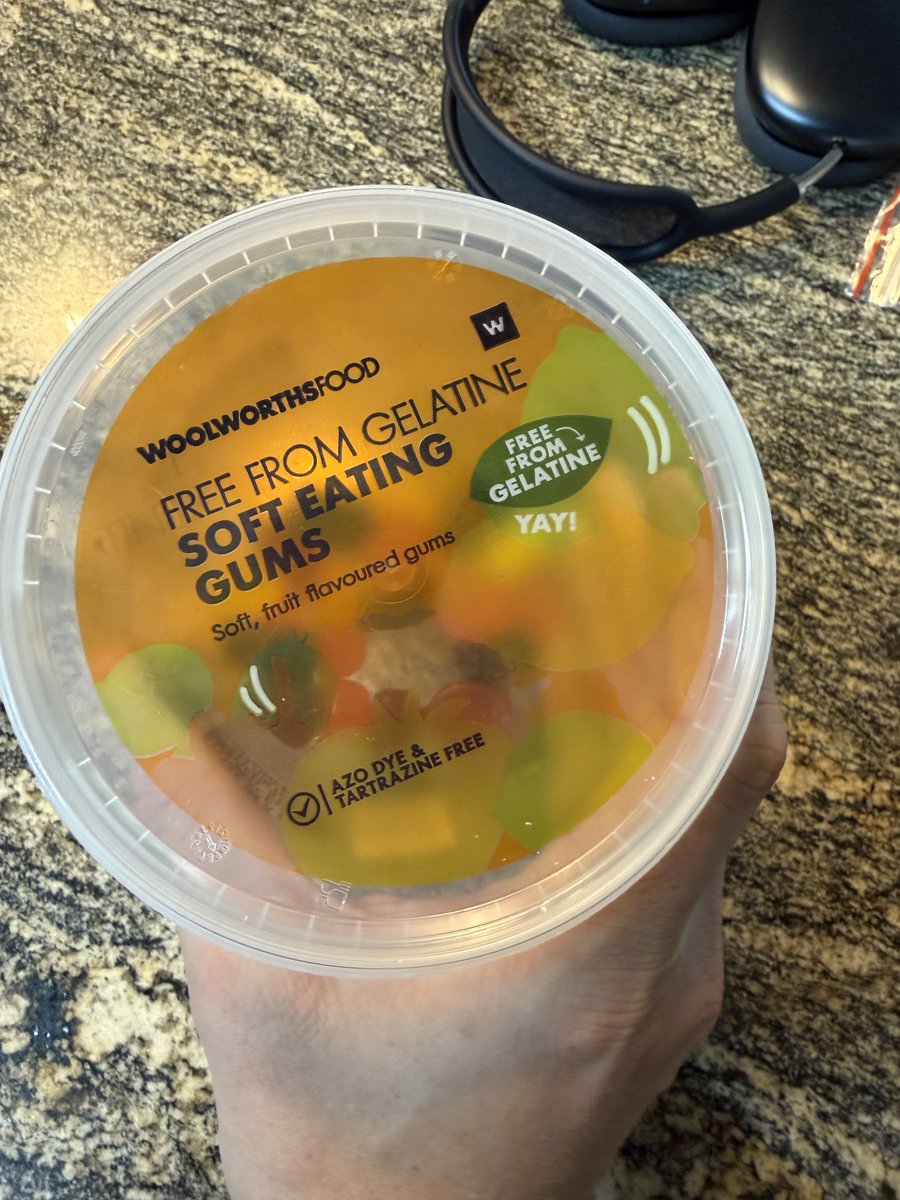 W
WOOLWORTHSFOOD
FREE FROM GELATINE
SOFT EATING
GUMS
Soft, fruit flavoured gums
FREE
FROM
GELATINE
YAY!
AZO DYE &
TARTRAZINE FREE